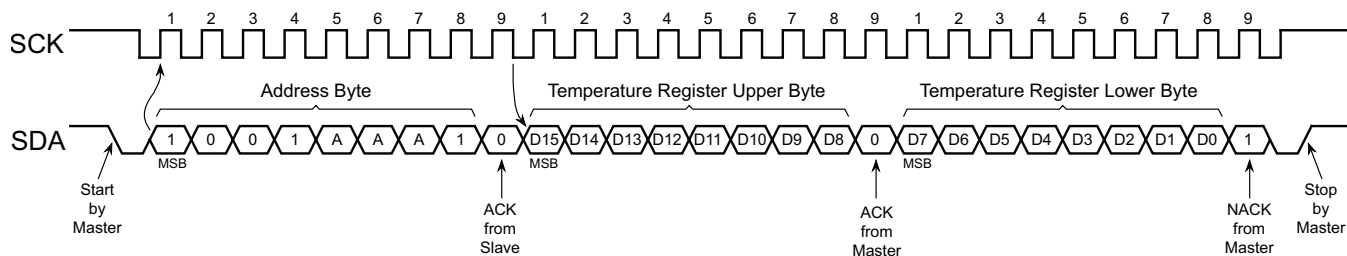 1 2 3 4 5 6 7 8 9 1 2 3 4 5 6 7 8 9 1 2 3 4 5 6 7 8 9
SCK
Address Byte Temperature Register Upper Byte Temperature Register Lower Byte
SDA 1 0 0 1 A A A 1 0 D15 D14 D13 D12 D11 D10 D9 D8 0 D7 D6 D5 D4 D3 D2 D1 D0 1
MSB MSB MSB
Start
by
Master
ACK
from
Slave
ACK
from
Master
NACK
from
Master
Stop
by
Master